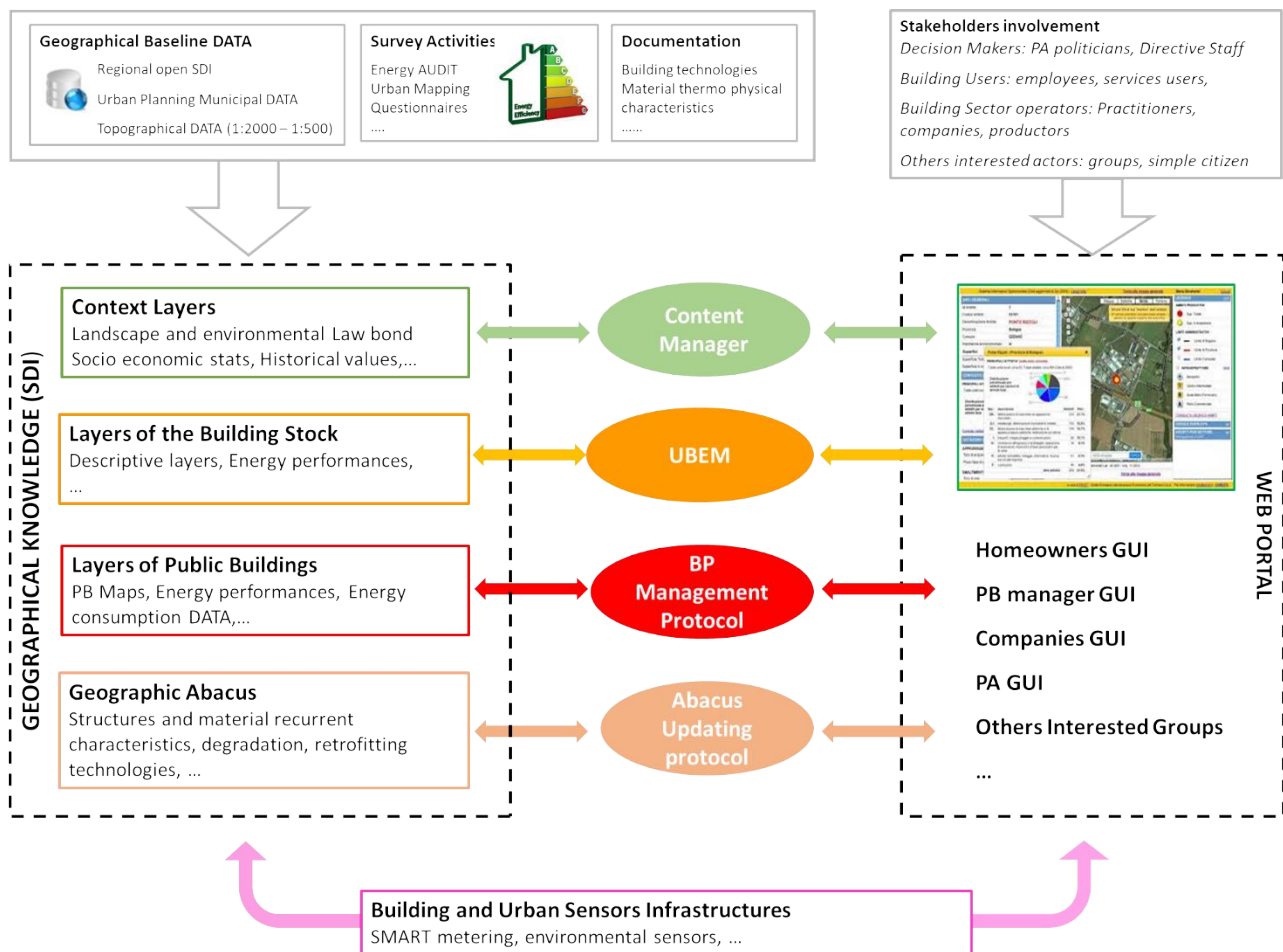 Geographical Baseline DATA
Regional open SDI
Urban Planning Municipal DATA
Topographical DATA (1:2000 – 1:500)
Survey Activities
Energy AUDIT
Urban Mapping
Questionnaires
....
Energy
Efficiency
A
B
C
D
E
F
G
Documentation
Building technologies
Material thermo physical
characteristics
......
Stakeholders involvement
Decision Makers: PA politicians, Directive Staff
Building Users: employees, services users,
Building Sector operators: Practitioners,
companies, productors
Others interested actors: groups, simple citizen
GEOGRAPHICAL KNOWLEDGE (SDI)
Context Layers
Landscape and environmental Law bond
Socio economic stats, Historical values,...
Layers of the Building Stock
Descriptive layers, Energy performances,
...
Layers of Public Buildings
PB Maps, Energy performances, Energy
consumption DATA,...
Geographic Abacus
Structures and material recurrent
characteristics, degradation, retrofitting
technologies, ...
Content
Manager
UBEM
BP
Management
Protocol
Abacus
Updating
protocol
WEB PORTAL
Homeowners GUI
PB manager GUI
Companies GUI
PA GUI
Others Interested Groups
...
Building and Urban Sensors Infrastructures
SMART metering, environmental sensors, ...